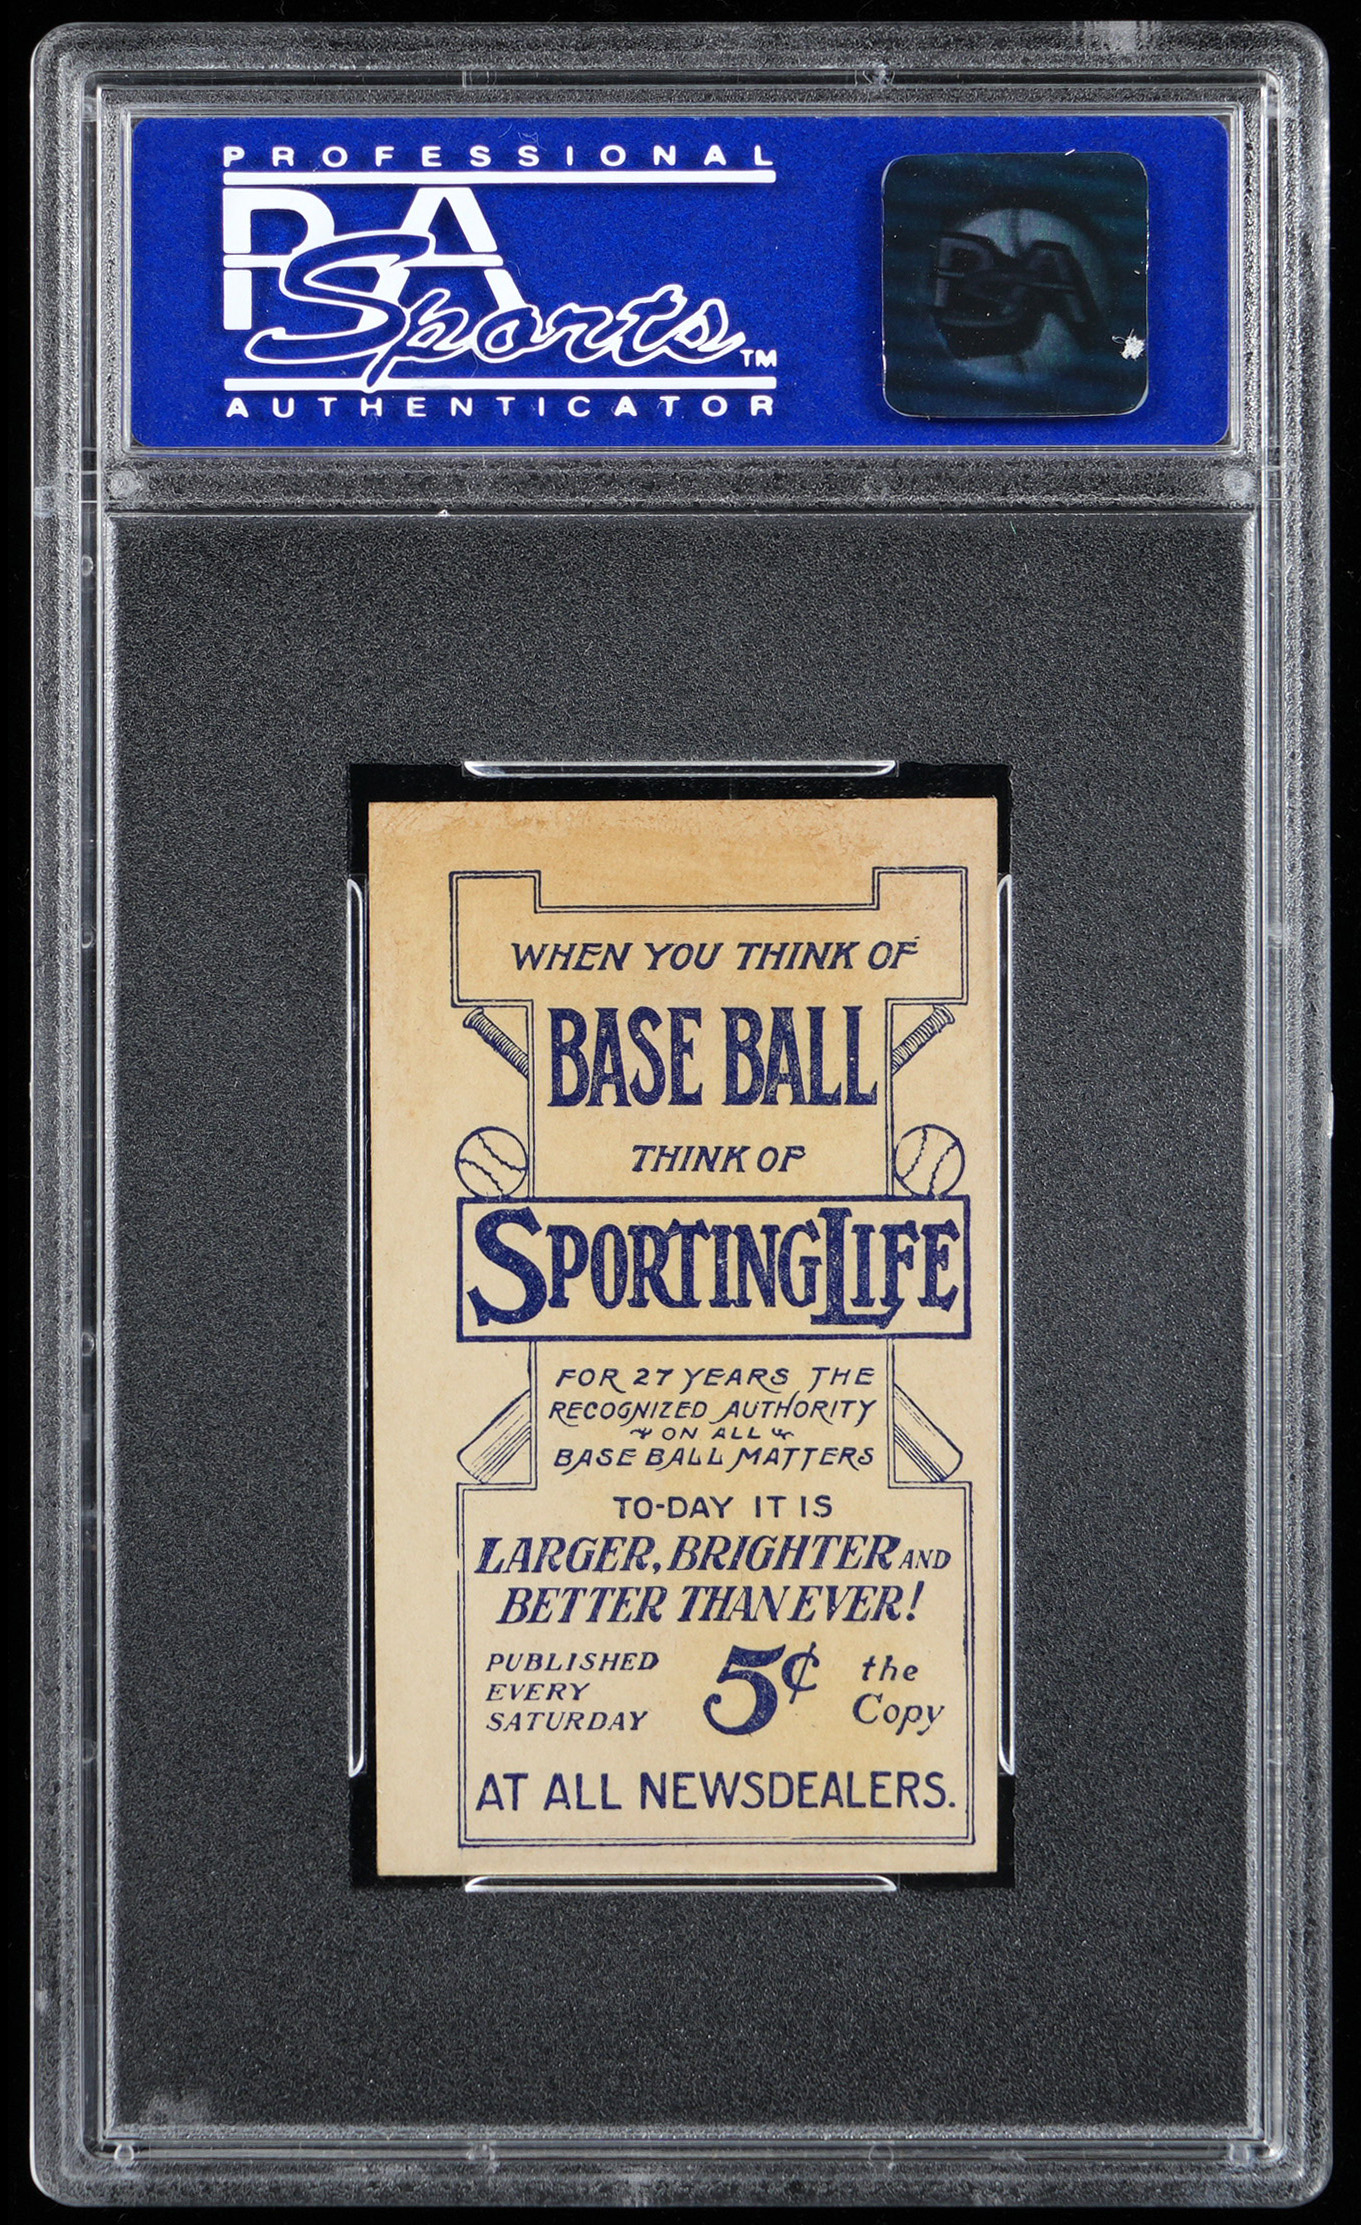 PROFESSIONAL
PSA
Sports™
AUTHENTICATOR
PSA
WHEN YOU THINK OF
BASE BALL
THINK OF
SPORTING LIFE
FOR 27 YEARS THE
RECOGNIZED AUTHORITY
ON ALL
BASE BALL MATTERS
TO-DAY IT IS
LARGER, BRIGHTER AND
BETTER THAN EVER!
PUBLISHED
EVERY
SATURDAY
5¢
the
Copy
AT ALL NEWSDEALERS.